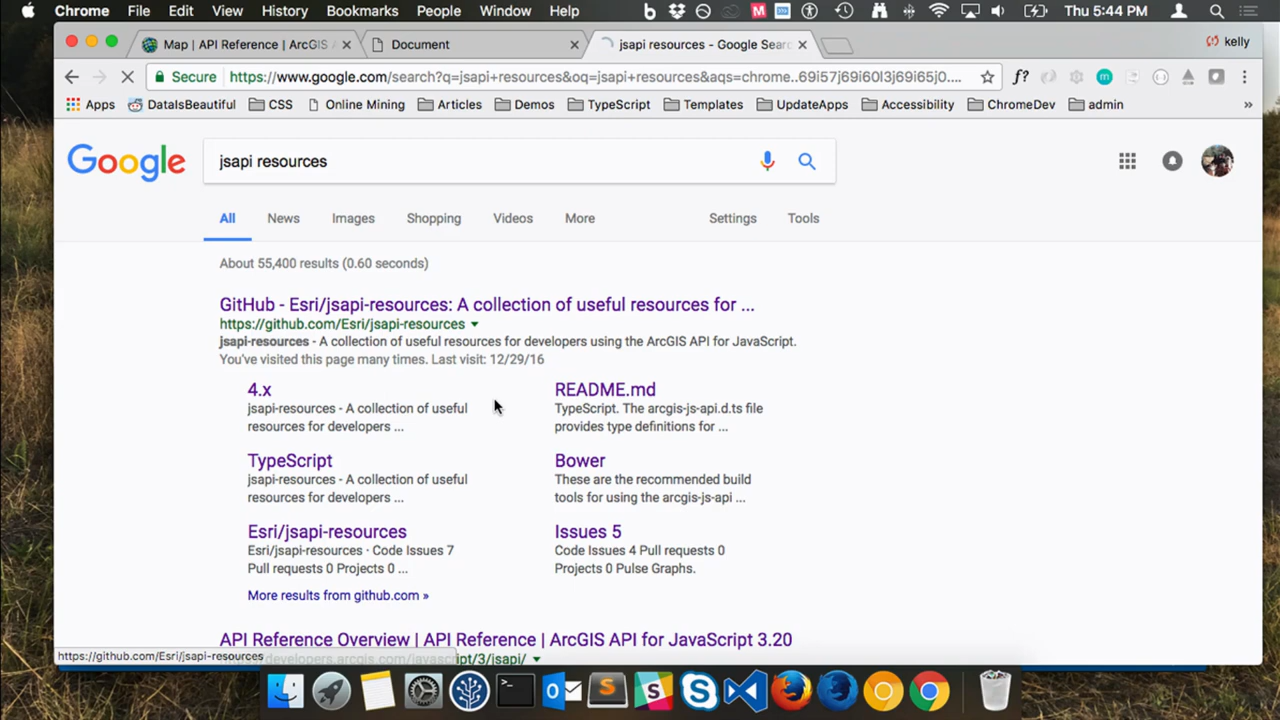 Chrome File Edit View History Bookmarks People Window Help Thu 5:44 PM
Map | API Reference | ArcGIS A Document jsapi resources - Google Searc kelly
Secure https://www.google.com/search?q=jsapi+resources&oq=jsapi+resources&aqs=chrome..69i57j69i60l3j69i65j0....
Apps DataIsBeautiful CSS Online Mining Articles Demos TypeScript Templates UpdateApps Accessibility ChromeDev admin »
Google jsapi resources
All News Images Shopping Videos More Settings Tools
About 55,400 results (0.60 seconds)
GitHub - Esri/jsapi-resources: A collection of useful resources for ...
https://github.com/Esri/jsapi-resources
jsapi-resources - A collection of useful resources for developers using the ArcGIS API for JavaScript.
You've visited this page many times. Last visit: 12/29/16
4.x
jsapi-resources - A collection of useful
resources for developers ...
README.md
TypeScript. The arcgis-js-api.d.ts file
provides type definitions for ...
TypeScript
jsapi-resources - A collection of useful
resources for developers ...
Bower
These are the recommended build
tools for using the arcgis-js-api ...
Esri/jsapi-resources
Esri/jsapi-resources · Code Issues 7
Pull requests 0 Projects 0 ...
Issues 5
Code Issues 4 Pull requests 0
Projects 0 Pulse Graphs.
More results from github.com »
API Reference Overview | API Reference | ArcGIS API for JavaScript 3.20
developers.arcgis.com/javascript/3/jsapi/
https://github.com/Esri/jsapi-resources